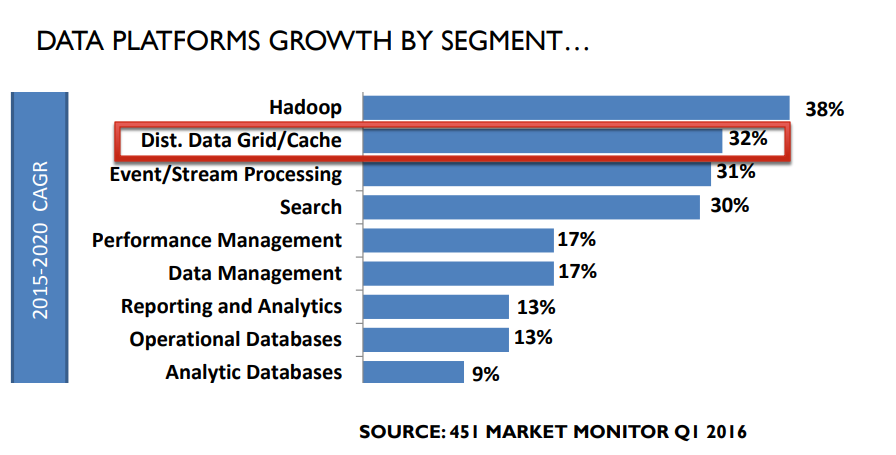 DATA PLATFORMS GROWTH BY SEGMENT…
2015-2020 CAGR
Hadoop 38%
Dist. Data Grid/Cache 32%
Event/Stream Processing 31%
Search 30%
Performance Management 17%
Data Management 17%
Reporting and Analytics 13%
Operational Databases 13%
Analytic Databases 9%
SOURCE: 451 MARKET MONITOR Q1 2016